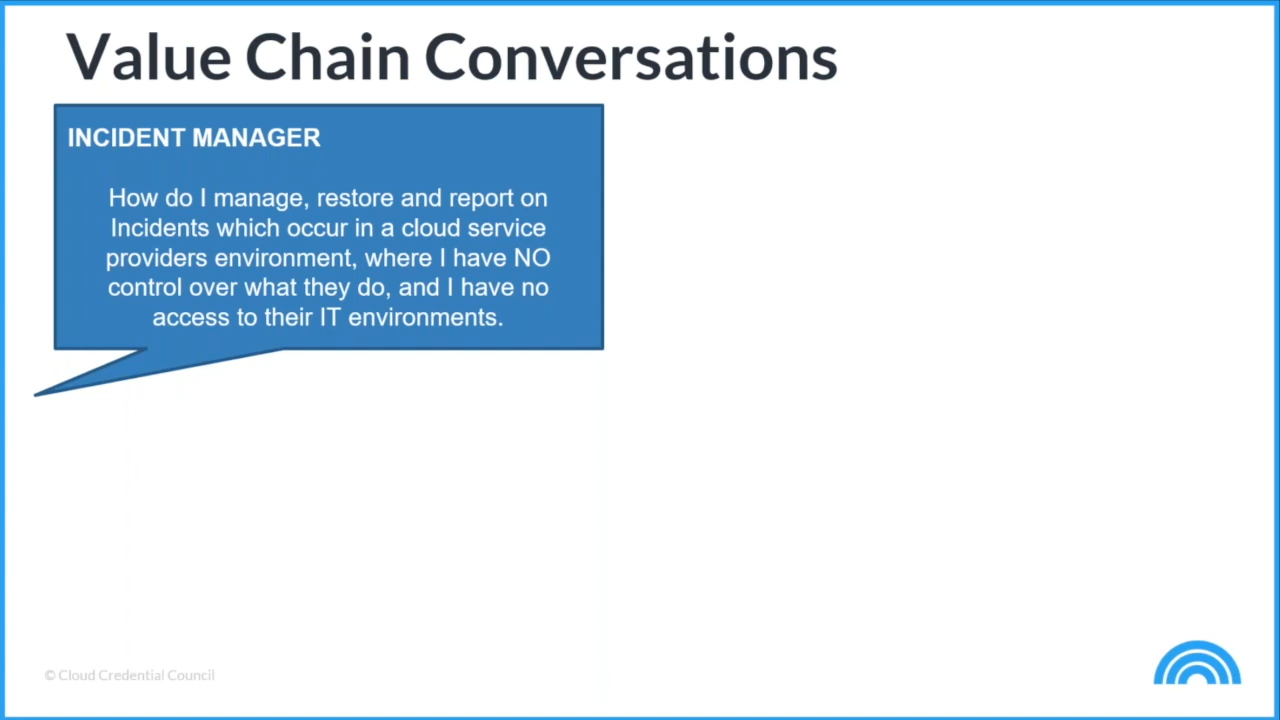 Value Chain Conversations
INCIDENT MANAGER
How do I manage, restore and report on
Incidents which occur in a cloud service
providers environment, where I have NO
control over what they do, and I have no
access to their IT environments.
© Cloud Credential Council